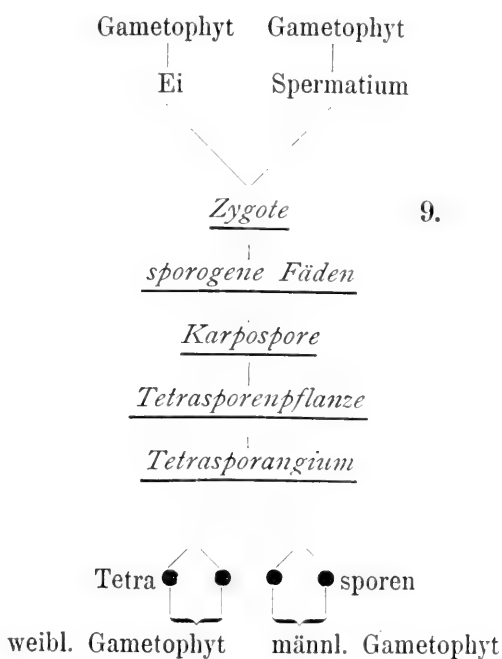 Gametophyt Gametophyt
Ei Spermatium
Zygote 9.
sporogene Fäden
Karpospore
Tetrasporenpflanze
Tetrasporangium
Tetra sporen
weibl. Gametophyt männl. Gametophyt